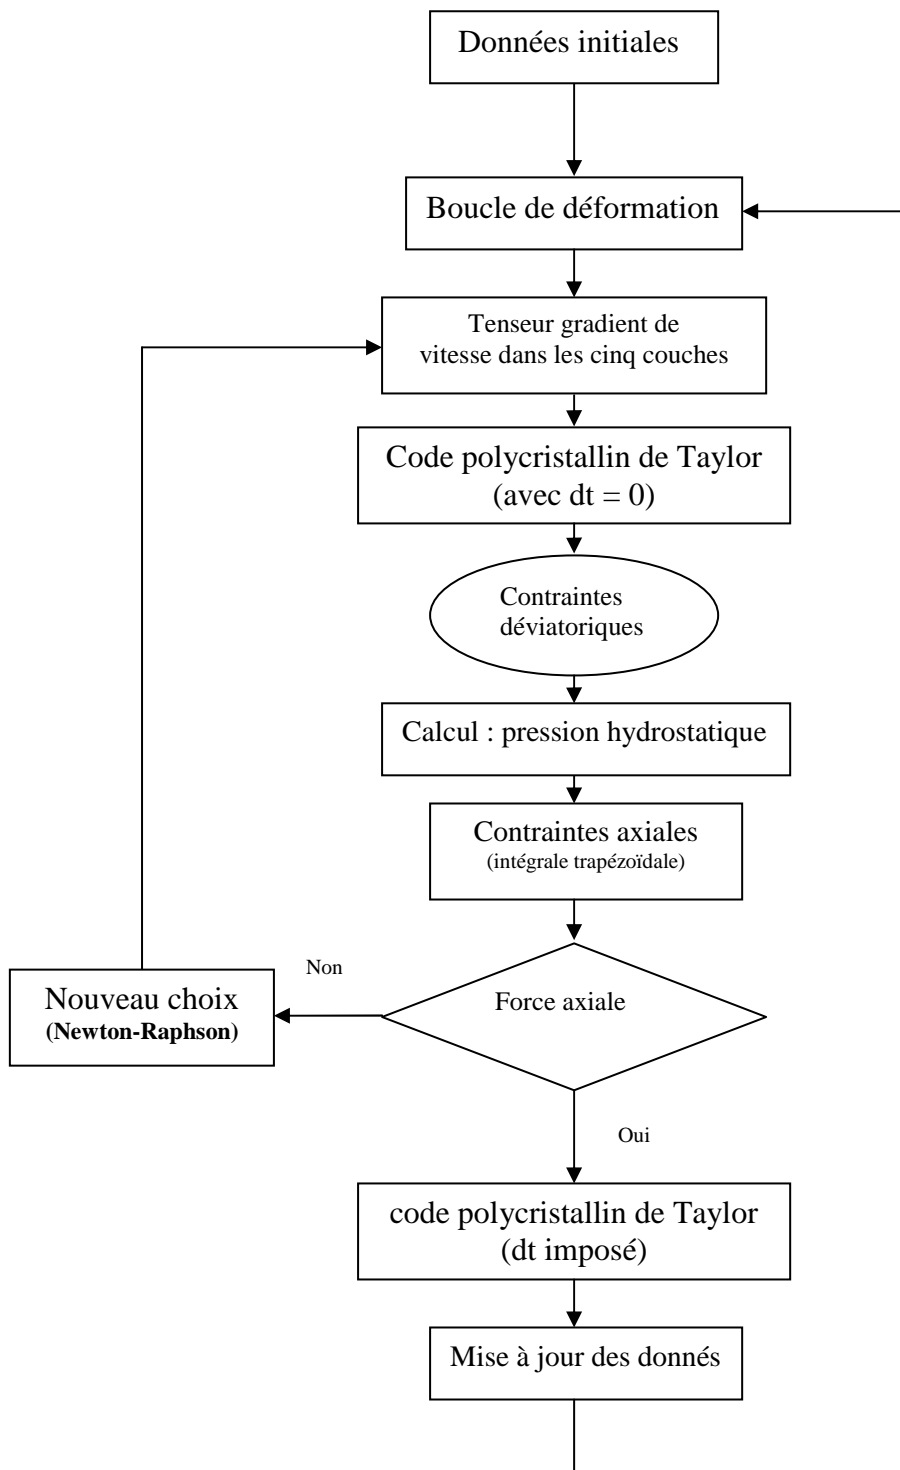 Données initiales
Boucle de déformation
Tenseur gradient de
vitesse dans les cinq couches
Code polycristallin de Taylor
(avec dt = 0)
Contraintes
déviatoriques
Calcul : pression hydrostatique
Contraintes axiales
(intégrale trapézoïdale)
Non
Nouveau choix
(Newton-Raphson)
Force axiale
Oui
code polycristallin de Taylor
(dt imposé)
Mise à jour des donnés